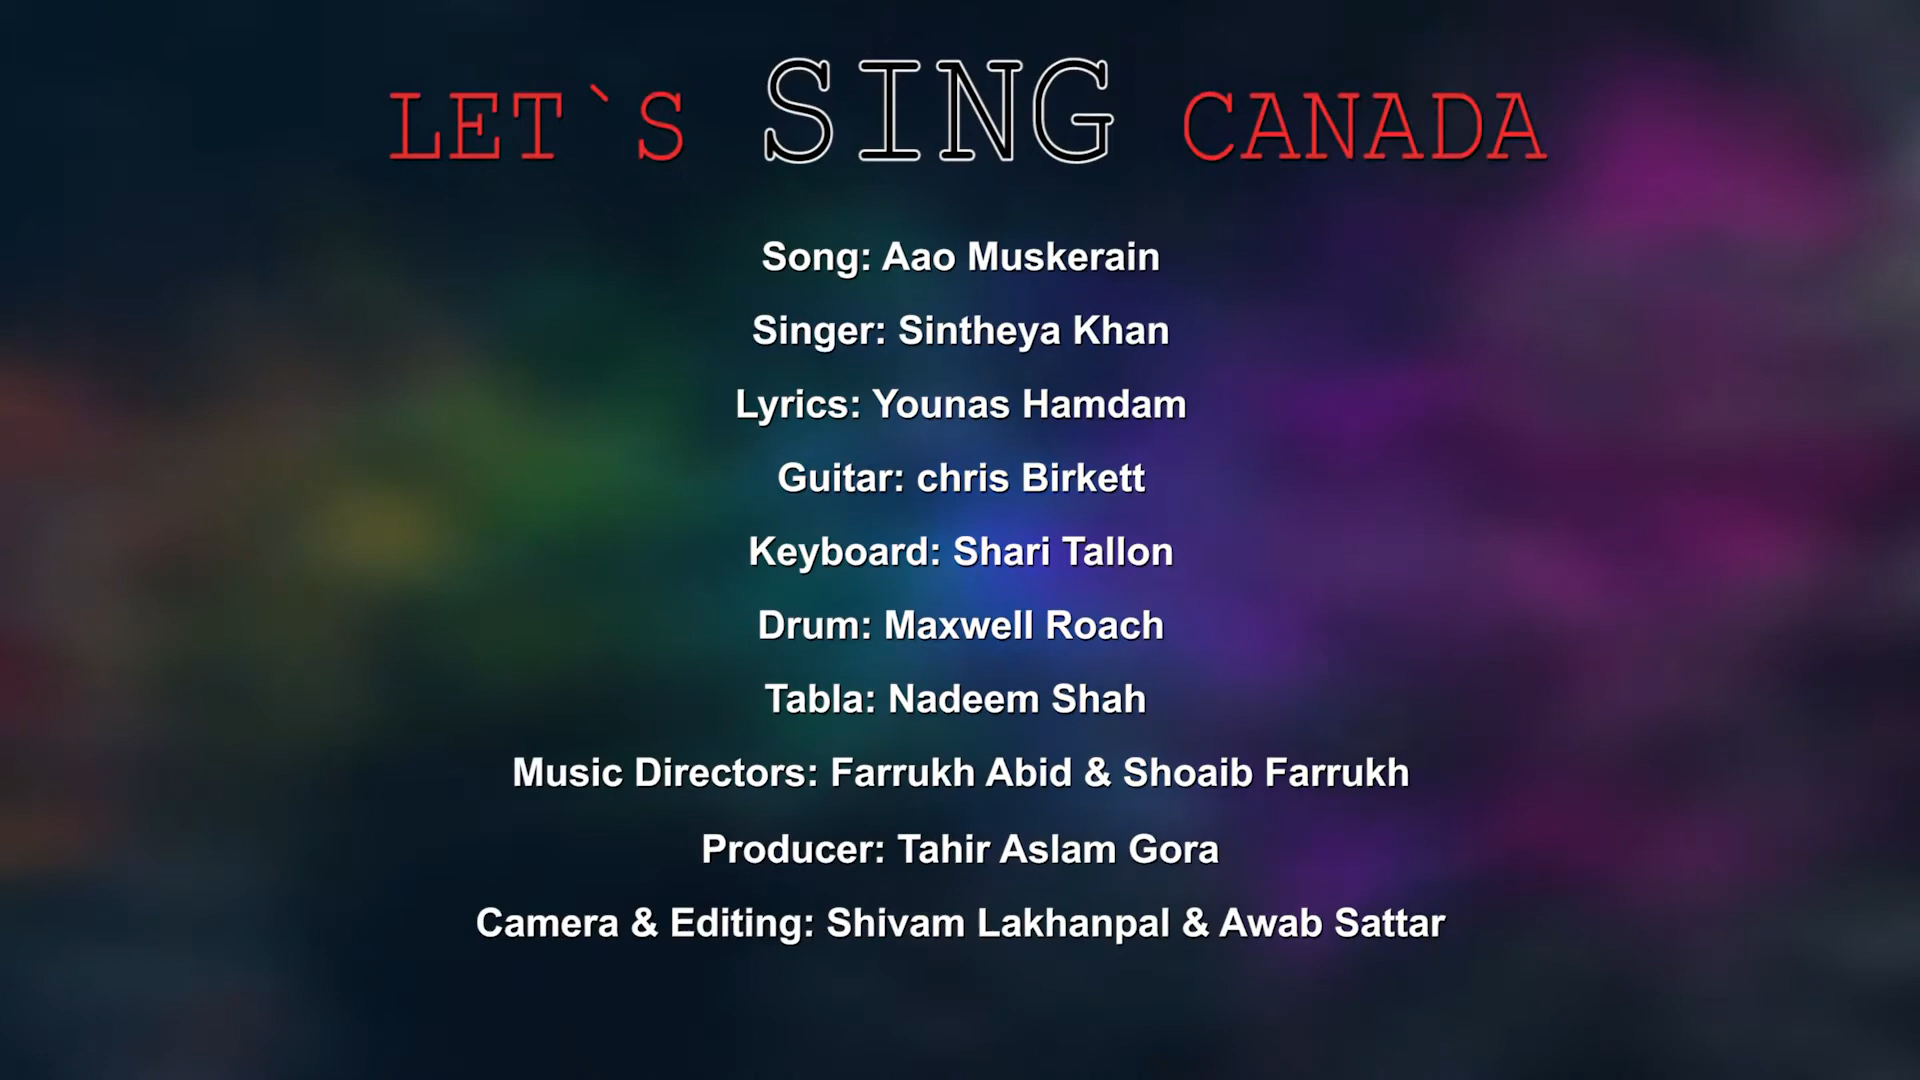 LET`S SING CANADA
Song: Aao Muskerain
Singer: Sintheya Khan
Lyrics: Younas Hamdam
Guitar: chris Birkett
Keyboard: Shari Tallon
Drum: Maxwell Roach
Tabla: Nadeem Shah
Music Directors: Farrukh Abid & Shoaib Farrukh
Producer: Tahir Aslam Gora
Camera & Editing: Shivam Lakhanpal & Awab Sattar